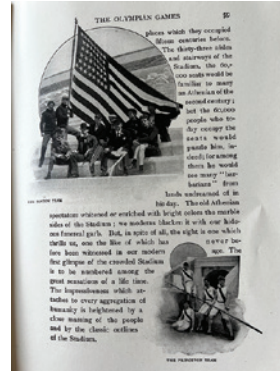 THE OLYMPIAN GAMES
places which they occupied
fifteen centuries before.
The thirty-three aisles
and stairways of the
Stadium, the 60,-
000 seats would be
familiar to many
an Athenian of the
second century;
but the 60,000
people who to-
day occupy the
seats would
puzzle him, in-
deed; for among
them he would
see many "bar-
barians" from
lands undreamed of in
his day. The old Athenian
spectators whitened or enriched with bright colors the marble
sides of the Stadium; we moderns blacken it with our
funereal garb. But, in spite of all, the sight is one which
thrills us, one the like of which has never be-
fore been witnessed in our modern age. The
first glimpse of the crowded Stadium
is to be numbered among the
great sensations of a life time.
The impressiveness which at-
taches to every aggregation of
humanity is heightened by a
close massing of the people
and by the classic outlines
of the Stadium.
THE BOSTON TEAM
THE PRINCETON TEAM